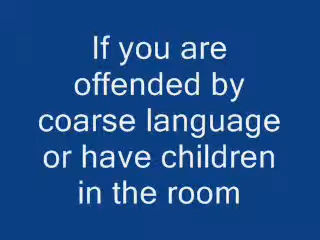 If you are
offended by
coarse language
or have children
in the room